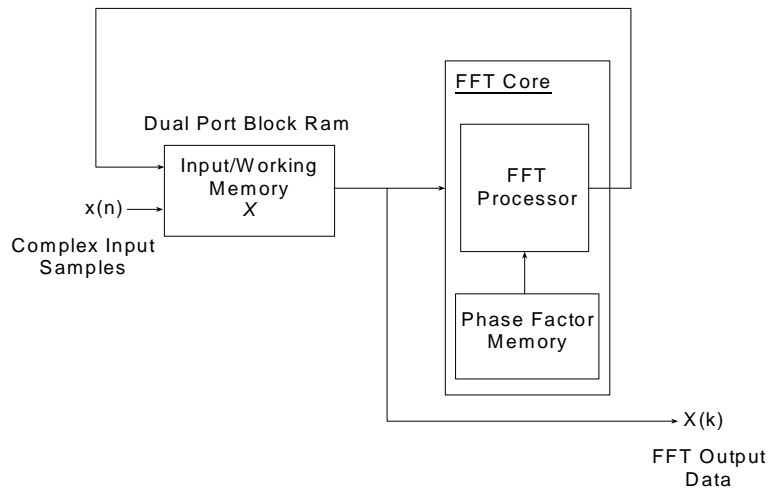 FFT Core
Dual Port Block Ram
Input/Working
Memory
X
x(n)
Complex Input
Samples
FFT
Processor
Phase Factor
Memory
X(k)
FFT Output
Data